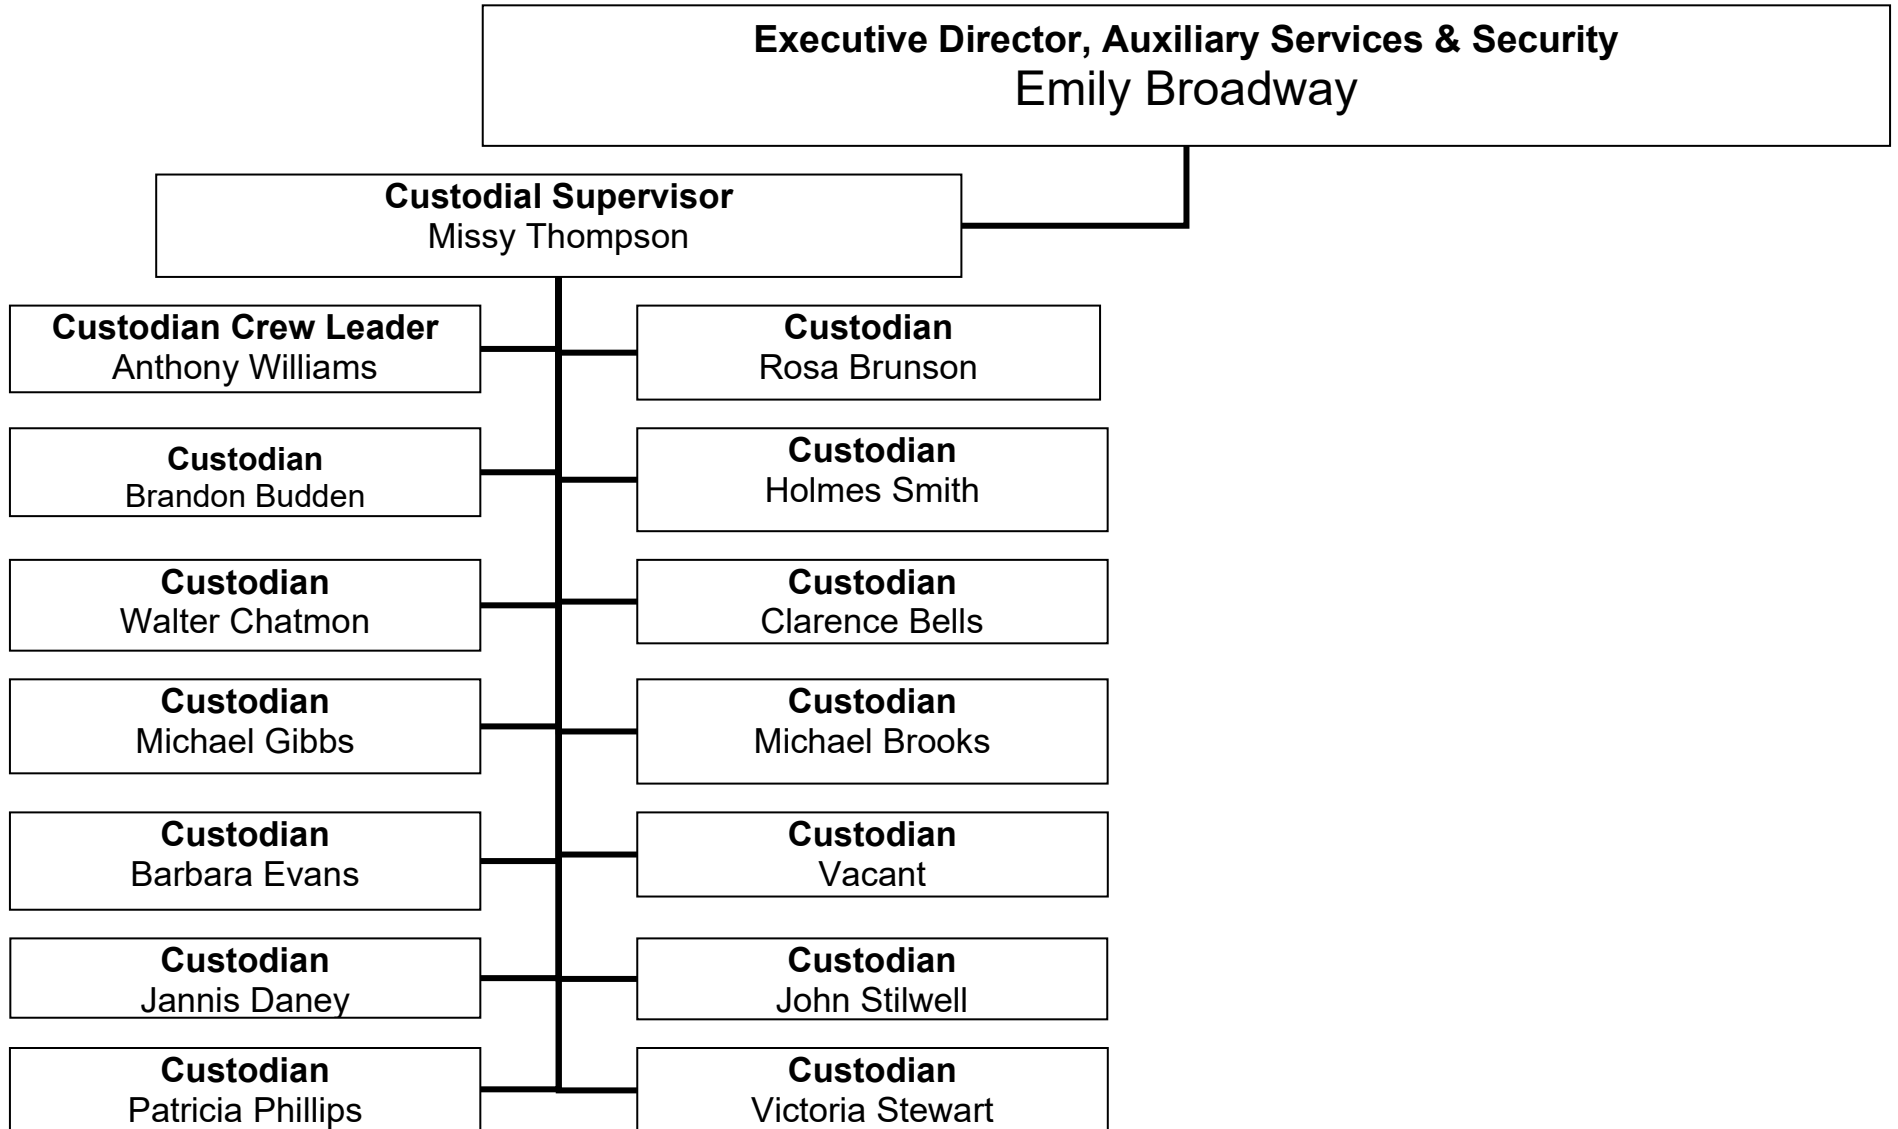 Executive Director, Auxiliary Services & Security
Emily Broadway
Custodial Supervisor
Missy Thompson
Custodian Crew Leader
Anthony Williams
Custodian
Rosa Brunson
Custodian
Brandon Budden
Custodian
Holmes Smith
Custodian
Walter Chatmon
Custodian
Clarence Bells
Custodian
Michael Gibbs
Custodian
Michael Brooks
Custodian
Barbara Evans
Custodian
Vacant
Custodian
Jannis Daney
Custodian
John Stilwell
Custodian
Patricia Phillips
Custodian
Victoria Stewart